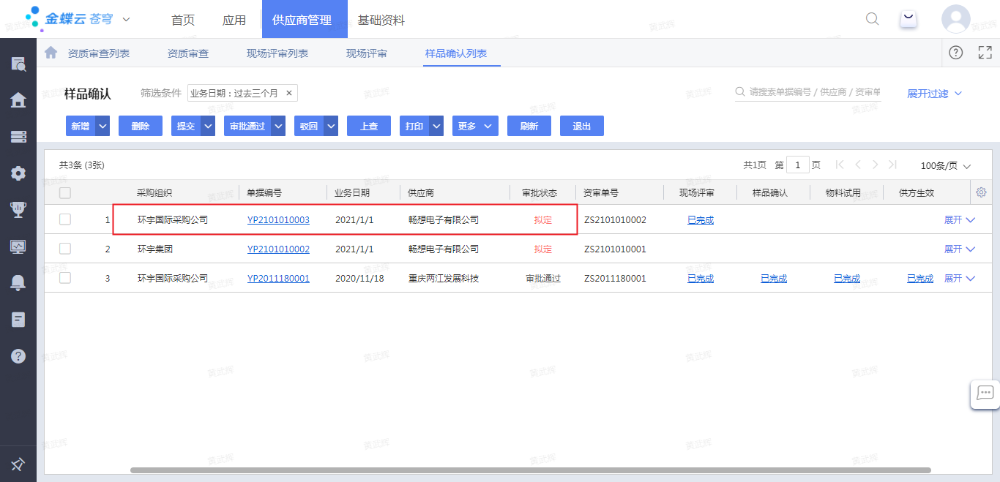 金蝶云 苍穹 首页 应用 供应商管理 基础资料
资质审查列表 资质审查 现场评审列表 现场评审 样品确认列表
样品确认 筛选条件 业务日期：过去三个月 × 请搜索单据编号 / 供应商 / 资审单 展开过滤
新增 删除 提交 审批通过 驳回 上查 打印 更多 刷新 退出
共3条 (3张) 共1页 第 1 页 100条/页
采购组织 单据编号 业务日期 供应商 审批状态 资审单号 现场评审 样品确认 物料试用 供方生效
1 环宇国际采购公司 YP2101010003 2021/1/1 畅想电子有限公司 拟定 ZS2101010002 已完成 展开
2 环宇集团 YP2101010002 2021/1/1 畅想电子有限公司 拟定 ZS2101010001 展开
3 环宇国际采购公司 YP2011180001 2020/11/18 重庆两江发展科技 审批通过 ZS2011180001 已完成 已完成 已完成 已完成 展开
黄武辉